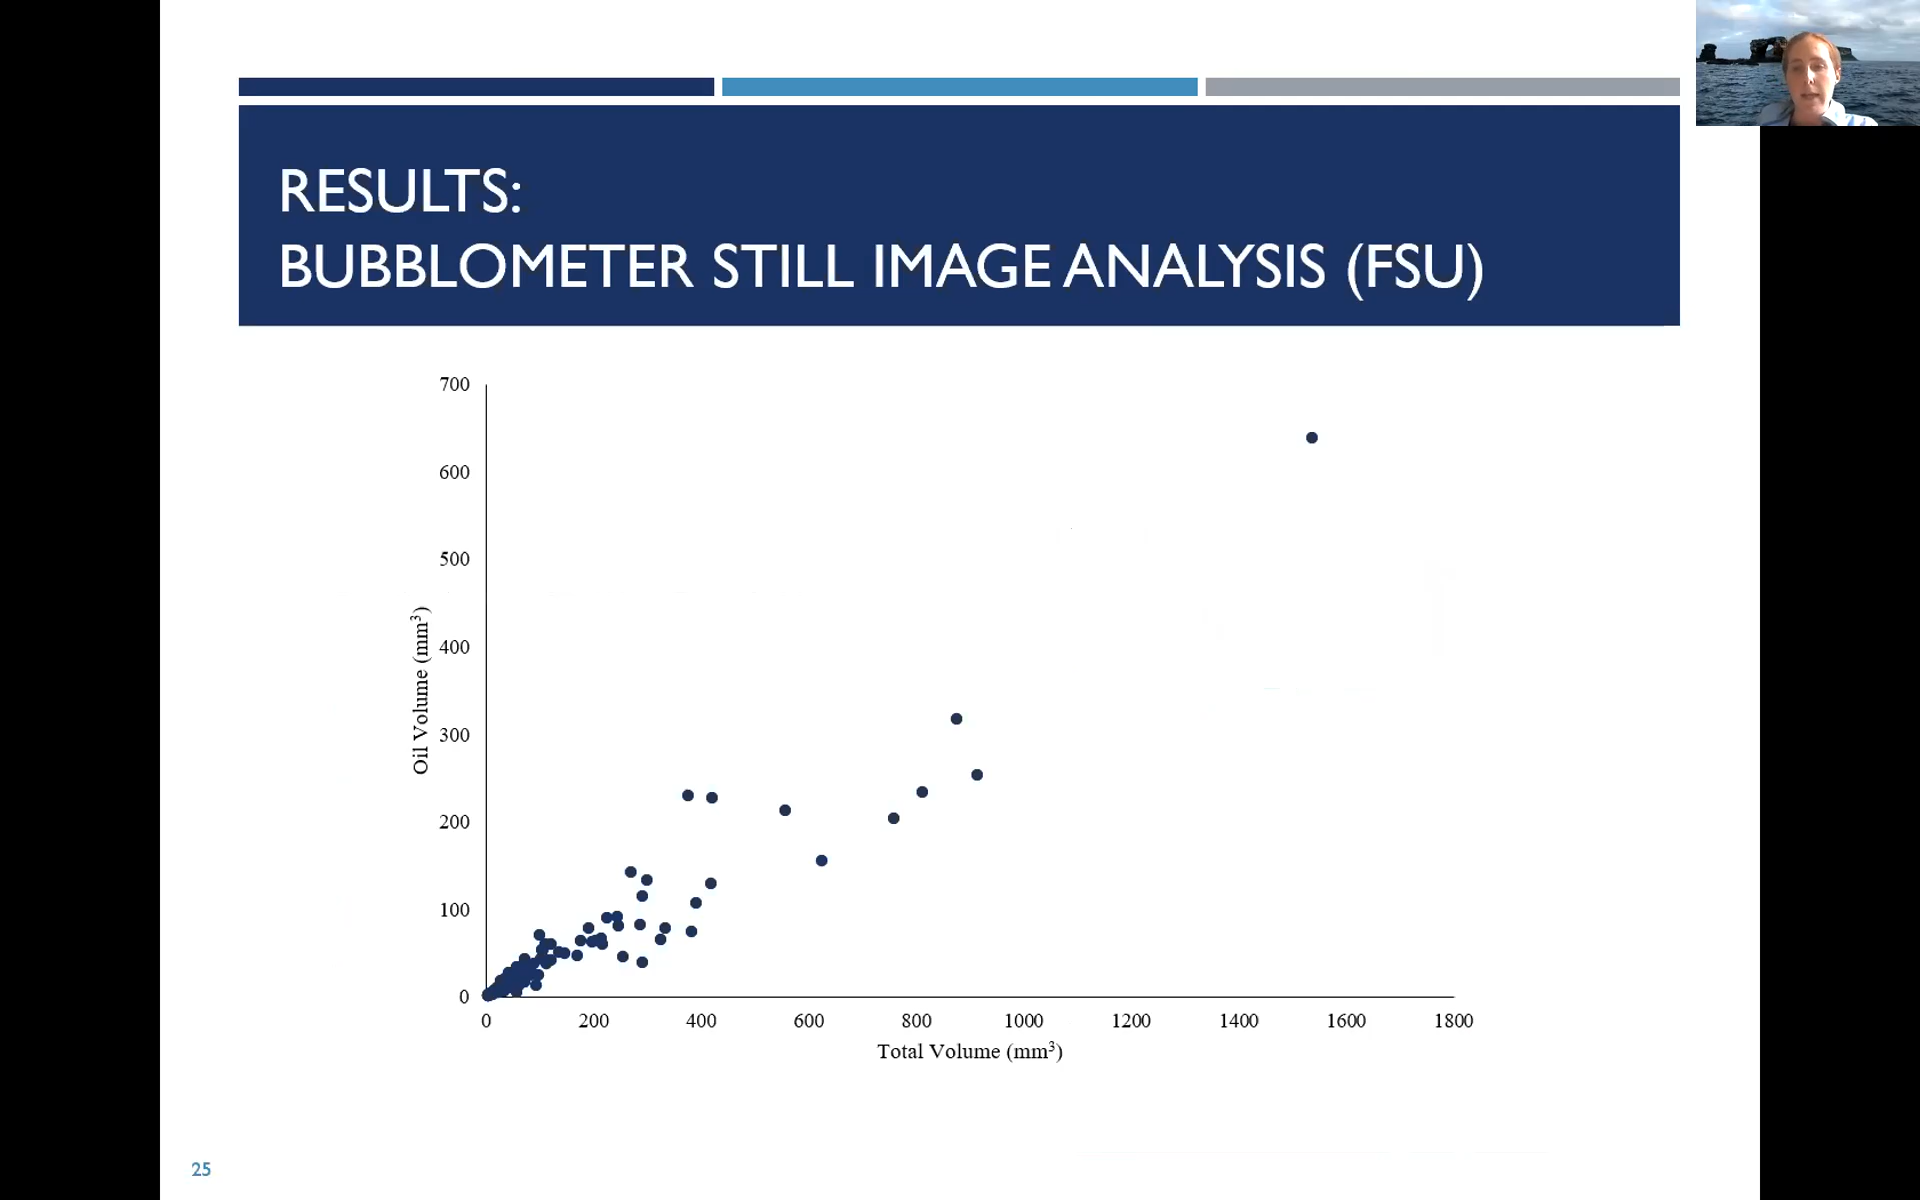 RESULTS:
BUBBLOMETER STILL IMAGE ANALYSIS (FSU)
700
600
500
400
300
200
100
0
Oil Volume (mm³)
0 200 400 600 800 1000 1200 1400 1600 1800
Total Volume (mm³)
25